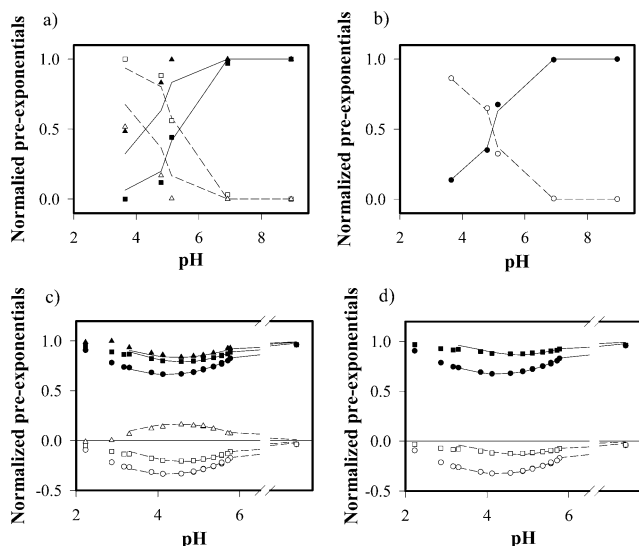 a)
Normalied pre-exponentials
1.0
0.5
0.0
2 4 6 8
pH
b)
Normalized pre-exponentials
1.0
0.5
0.0
2 4 6 8
pH
c)
Normalized pre-exponentials
1.0
0.5
0.0
-0.5
2 4 6
pH
d)
Normalized pre-exponentials
1.0
0.5
0.0
-0.5
2 4 6
pH